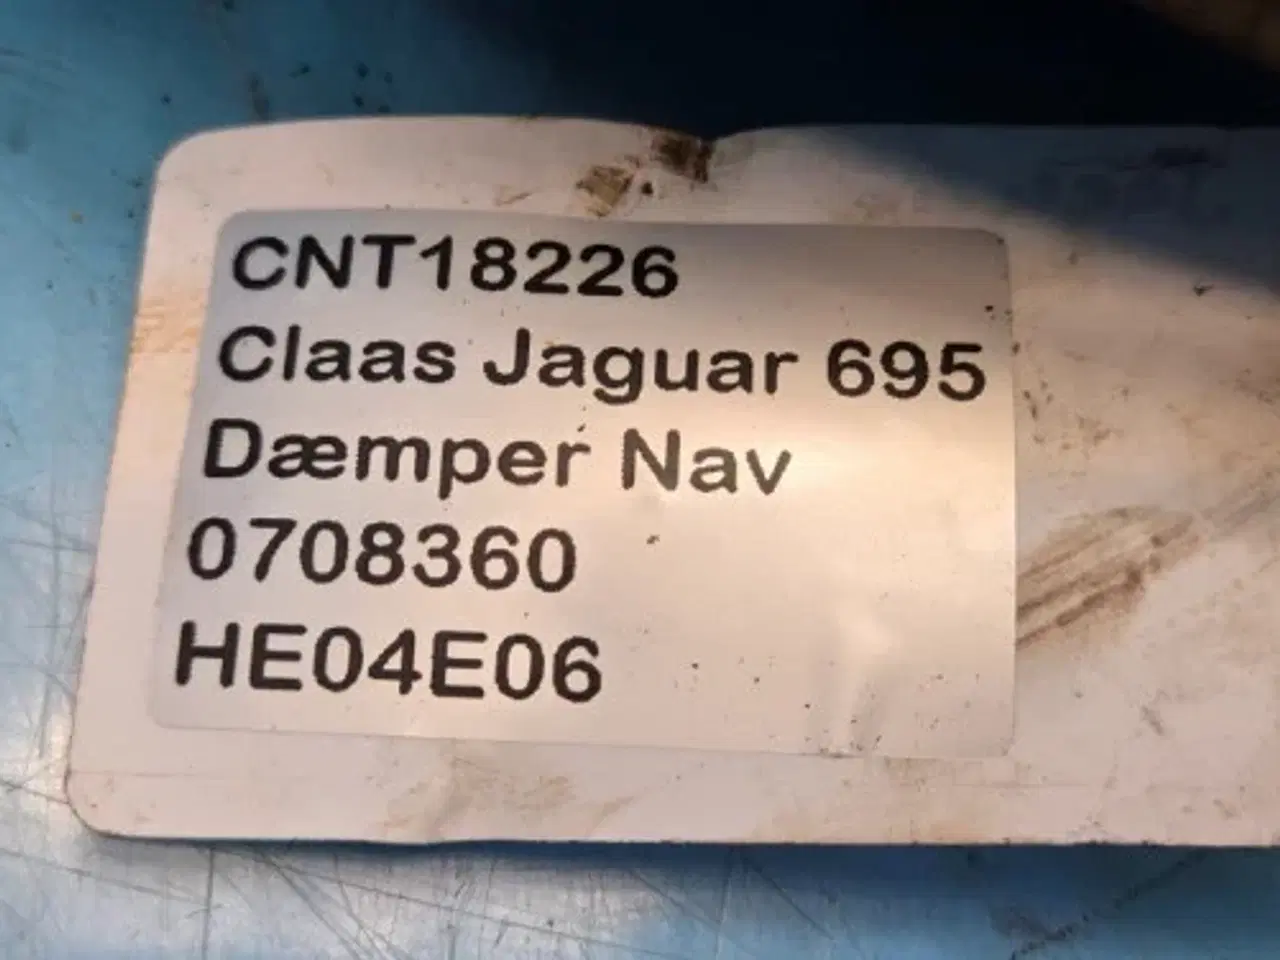 CNT18226
Claas Jaguar 695
Dæmper Nav
0708360
HE04E06